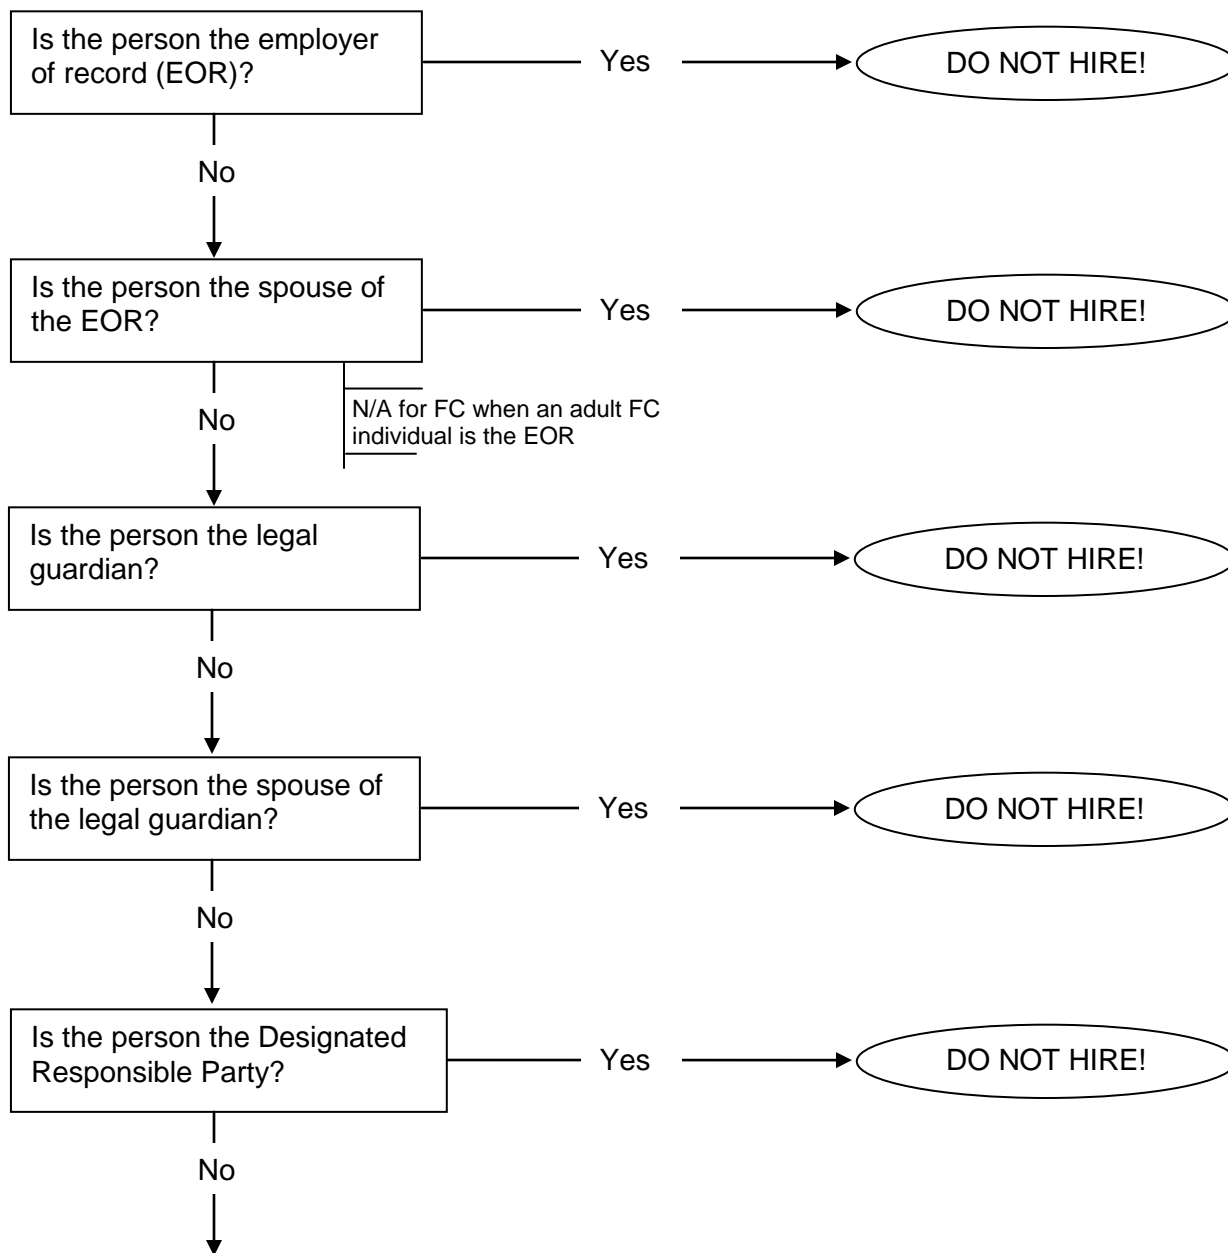 Is the person the employer
of record (EOR)?
Yes
DO NOT HIRE!
No
Is the person the spouse of
the EOR?
Yes
DO NOT HIRE!
No
N/A for FC when an adult FC
individual is the EOR
Is the person the legal
guardian?
Yes
DO NOT HIRE!
No
Is the person the spouse of
the legal guardian?
Yes
DO NOT HIRE!
No
Is the person the Designated
Responsible Party?
Yes
DO NOT HIRE!
No